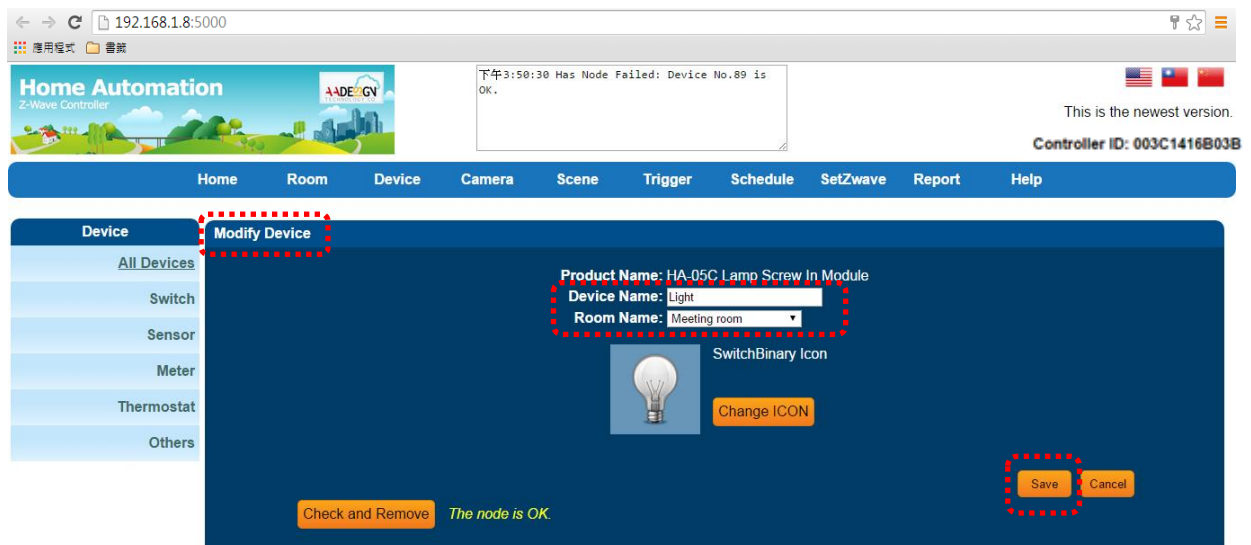 192.168.1.8:5000
應用程式 書籤
Home Automation
Z-Wave Controller
下午3:50:30 Has Node Failed: Device No.89 is
OK.
This is the newest version.
Controller ID: 003C1416B03B
Home Room Device Camera Scene Trigger Schedule SetZwave Report Help
Device
All Devices
Switch
Sensor
Meter
Thermostat
Others
Modify Device
Product Name: HA-05C Lamp Screw In Module
Device Name: Light
Room Name: Meeting room
SwitchBinary Icon
Change ICON
Save Cancel
Check and Remove The node is OK.